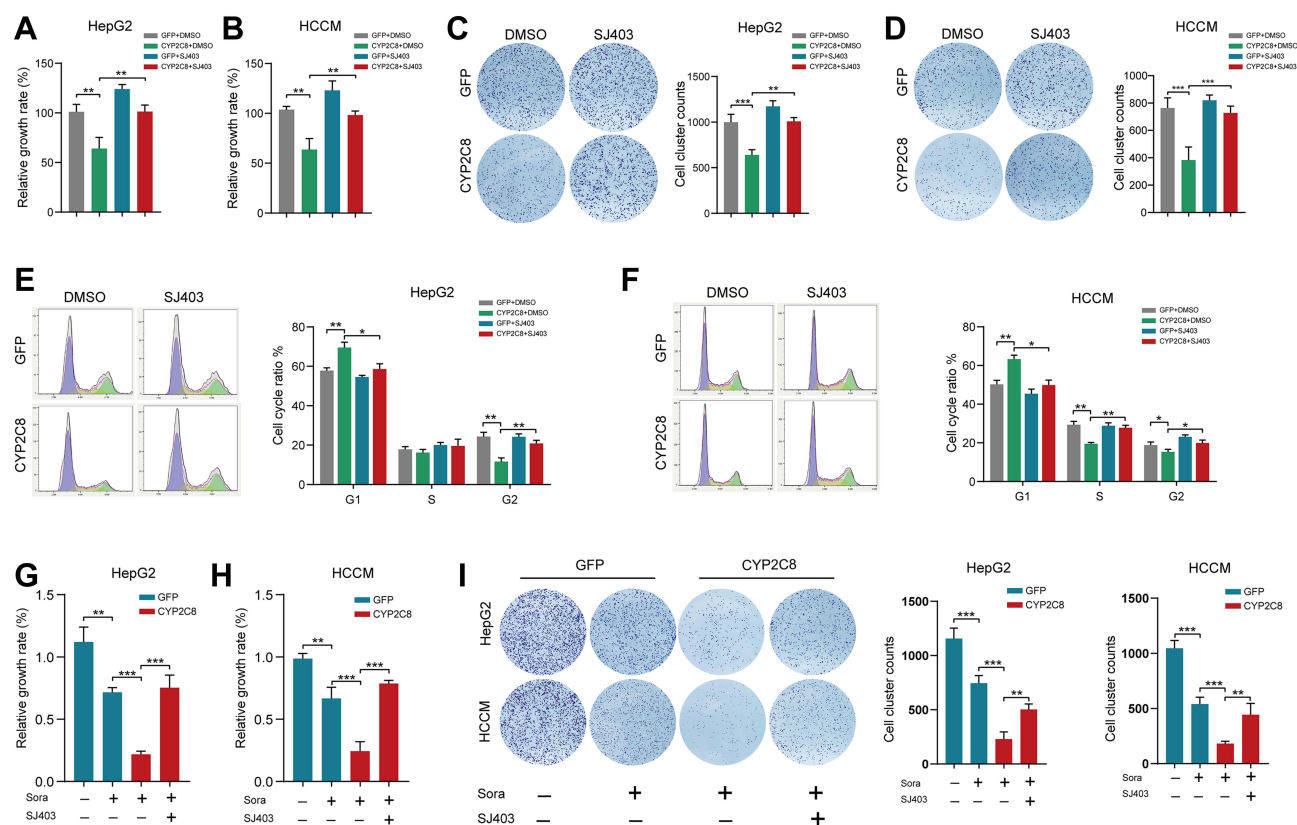 A
HepG2
GFP+DMSO
CYP2C8+DMSO
GFP+SJ403
CYP2C8+SJ403
Relative growth rate (%)
150
100
50
0
**
**
B
HCCM
GFP+DMSO
CYP2C8+DMSO
GFP+SJ403
CYP2C8+SJ403
Relative growth rate (%)
150
100
50
0
**
**
C
DMSO
SJ403
GFP
CYP2C8
HepG2
GFP+DMSO
CYP2C8+DMSO
GFP+SJ403
CYP2C8+SJ403
Cell cluster counts
1500
1000
500
0
***
**
D
DMSO
SJ403
GFP
CYP2C8
HCCM
GFP+DMSO
CYP2C8+DMSO
GFP+SJ403
CYP2C8+SJ403
Cell cluster counts
1000
800
600
400
200
0
***
***
E
DMSO
SJ403
GFP
CYP2C8
HepG2
GFP+DMSO
CYP2C8+DMSO
GFP+SJ403
CYP2C8+SJ403
Cell cycle ratio %
80
60
40
20
0
**
*
**
**
G1
S
G2
F
DMSO
SJ403
GFP
CYP2C8
HCCM
GFP+DMSO
CYP2C8+DMSO
GFP+SJ403
CYP2C8+SJ403
Cell cycle ratio %
80
60
40
20
0
**
*
**
**
*
*
G1
S
G2
G
HepG2
GFP
CYP2C8
Relative growth rate (%)
1.5
1.0
0.5
0.0
**
***
***
Sora – + + +
SJ403 – – – +
H
HCCM
GFP
CYP2C8
Relative growth rate (%)
1.5
1.0
0.5
0.0
**
***
***
Sora – + + +
SJ403 – – – +
I
GFP
CYP2C8
HepG2
HCCM
Sora — + + +
SJ403 — — — +
HepG2
GFP
CYP2C8
Cell cluster counts
1500
1000
500
0
***
***
**
Sora – + + +
SJ403 – – – +
HCCM
GFP
CYP2C8
Cell cluster counts
1500
1000
500
0
***
***
**
Sora – + + +
SJ403 – – – +